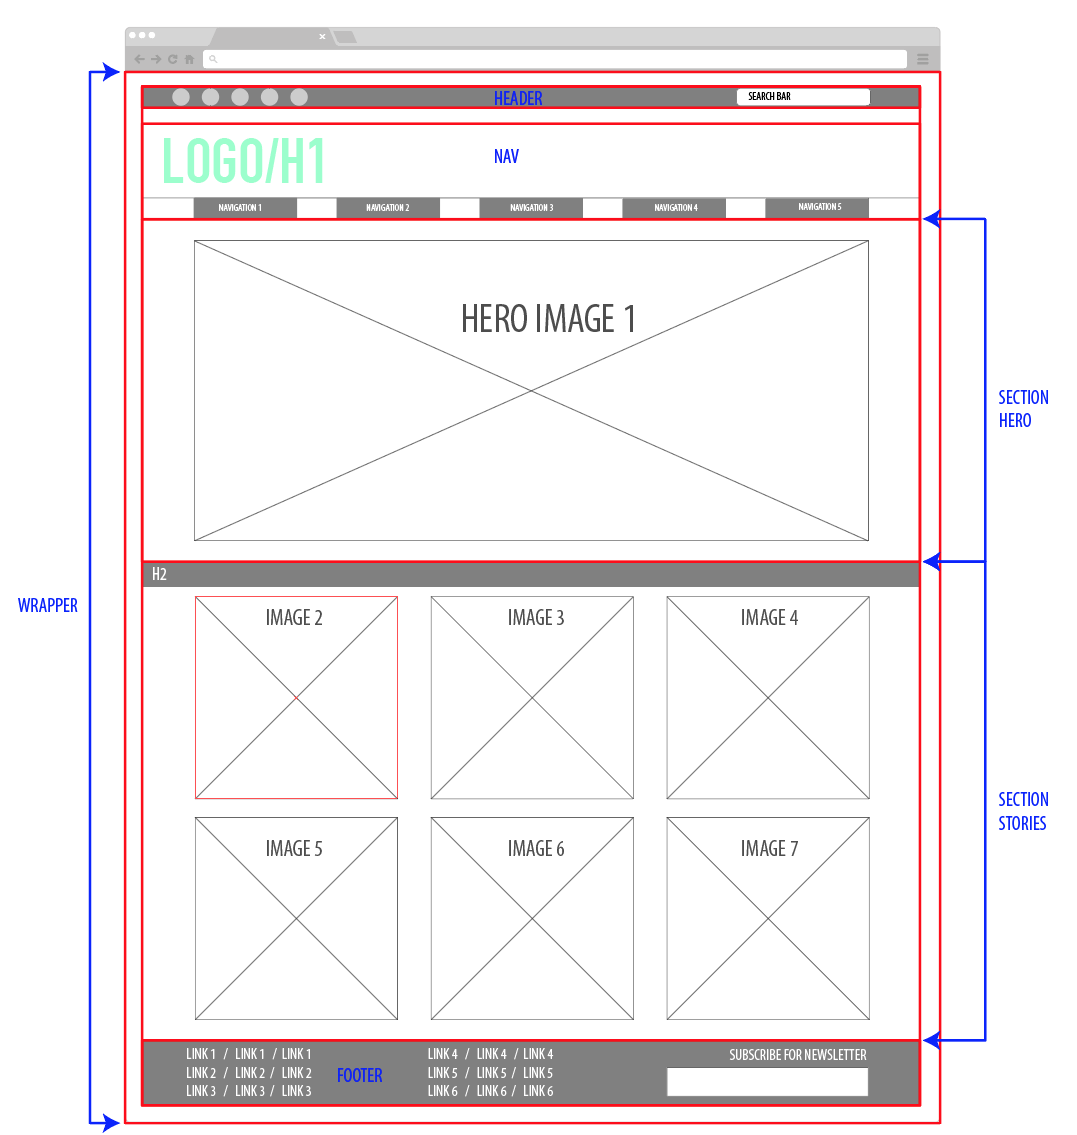 HEADER
SEARCH BAR
LOGO/H1
NAV
NAVIGATION 1
NAVIGATION 2
NAVIGATION 3
NAVIGATION 4
NAVIGATION 5
HERO IMAGE 1
SECTION
HERO
H2
WRAPPER
IMAGE 2
IMAGE 3
IMAGE 4
SECTION
STORIES
IMAGE 5
IMAGE 6
IMAGE 7
LINK 1 / LINK 1 / LINK 1
LINK 2 / LINK 2 / LINK 2
LINK 3 / LINK 3 / LINK 3
FOOTER
LINK 4 / LINK 4 / LINK 4
LINK 5 / LINK 5 / LINK 5
LINK 6 / LINK 6 / LINK 6
SUBSCRIBE FOR NEWSLETTER